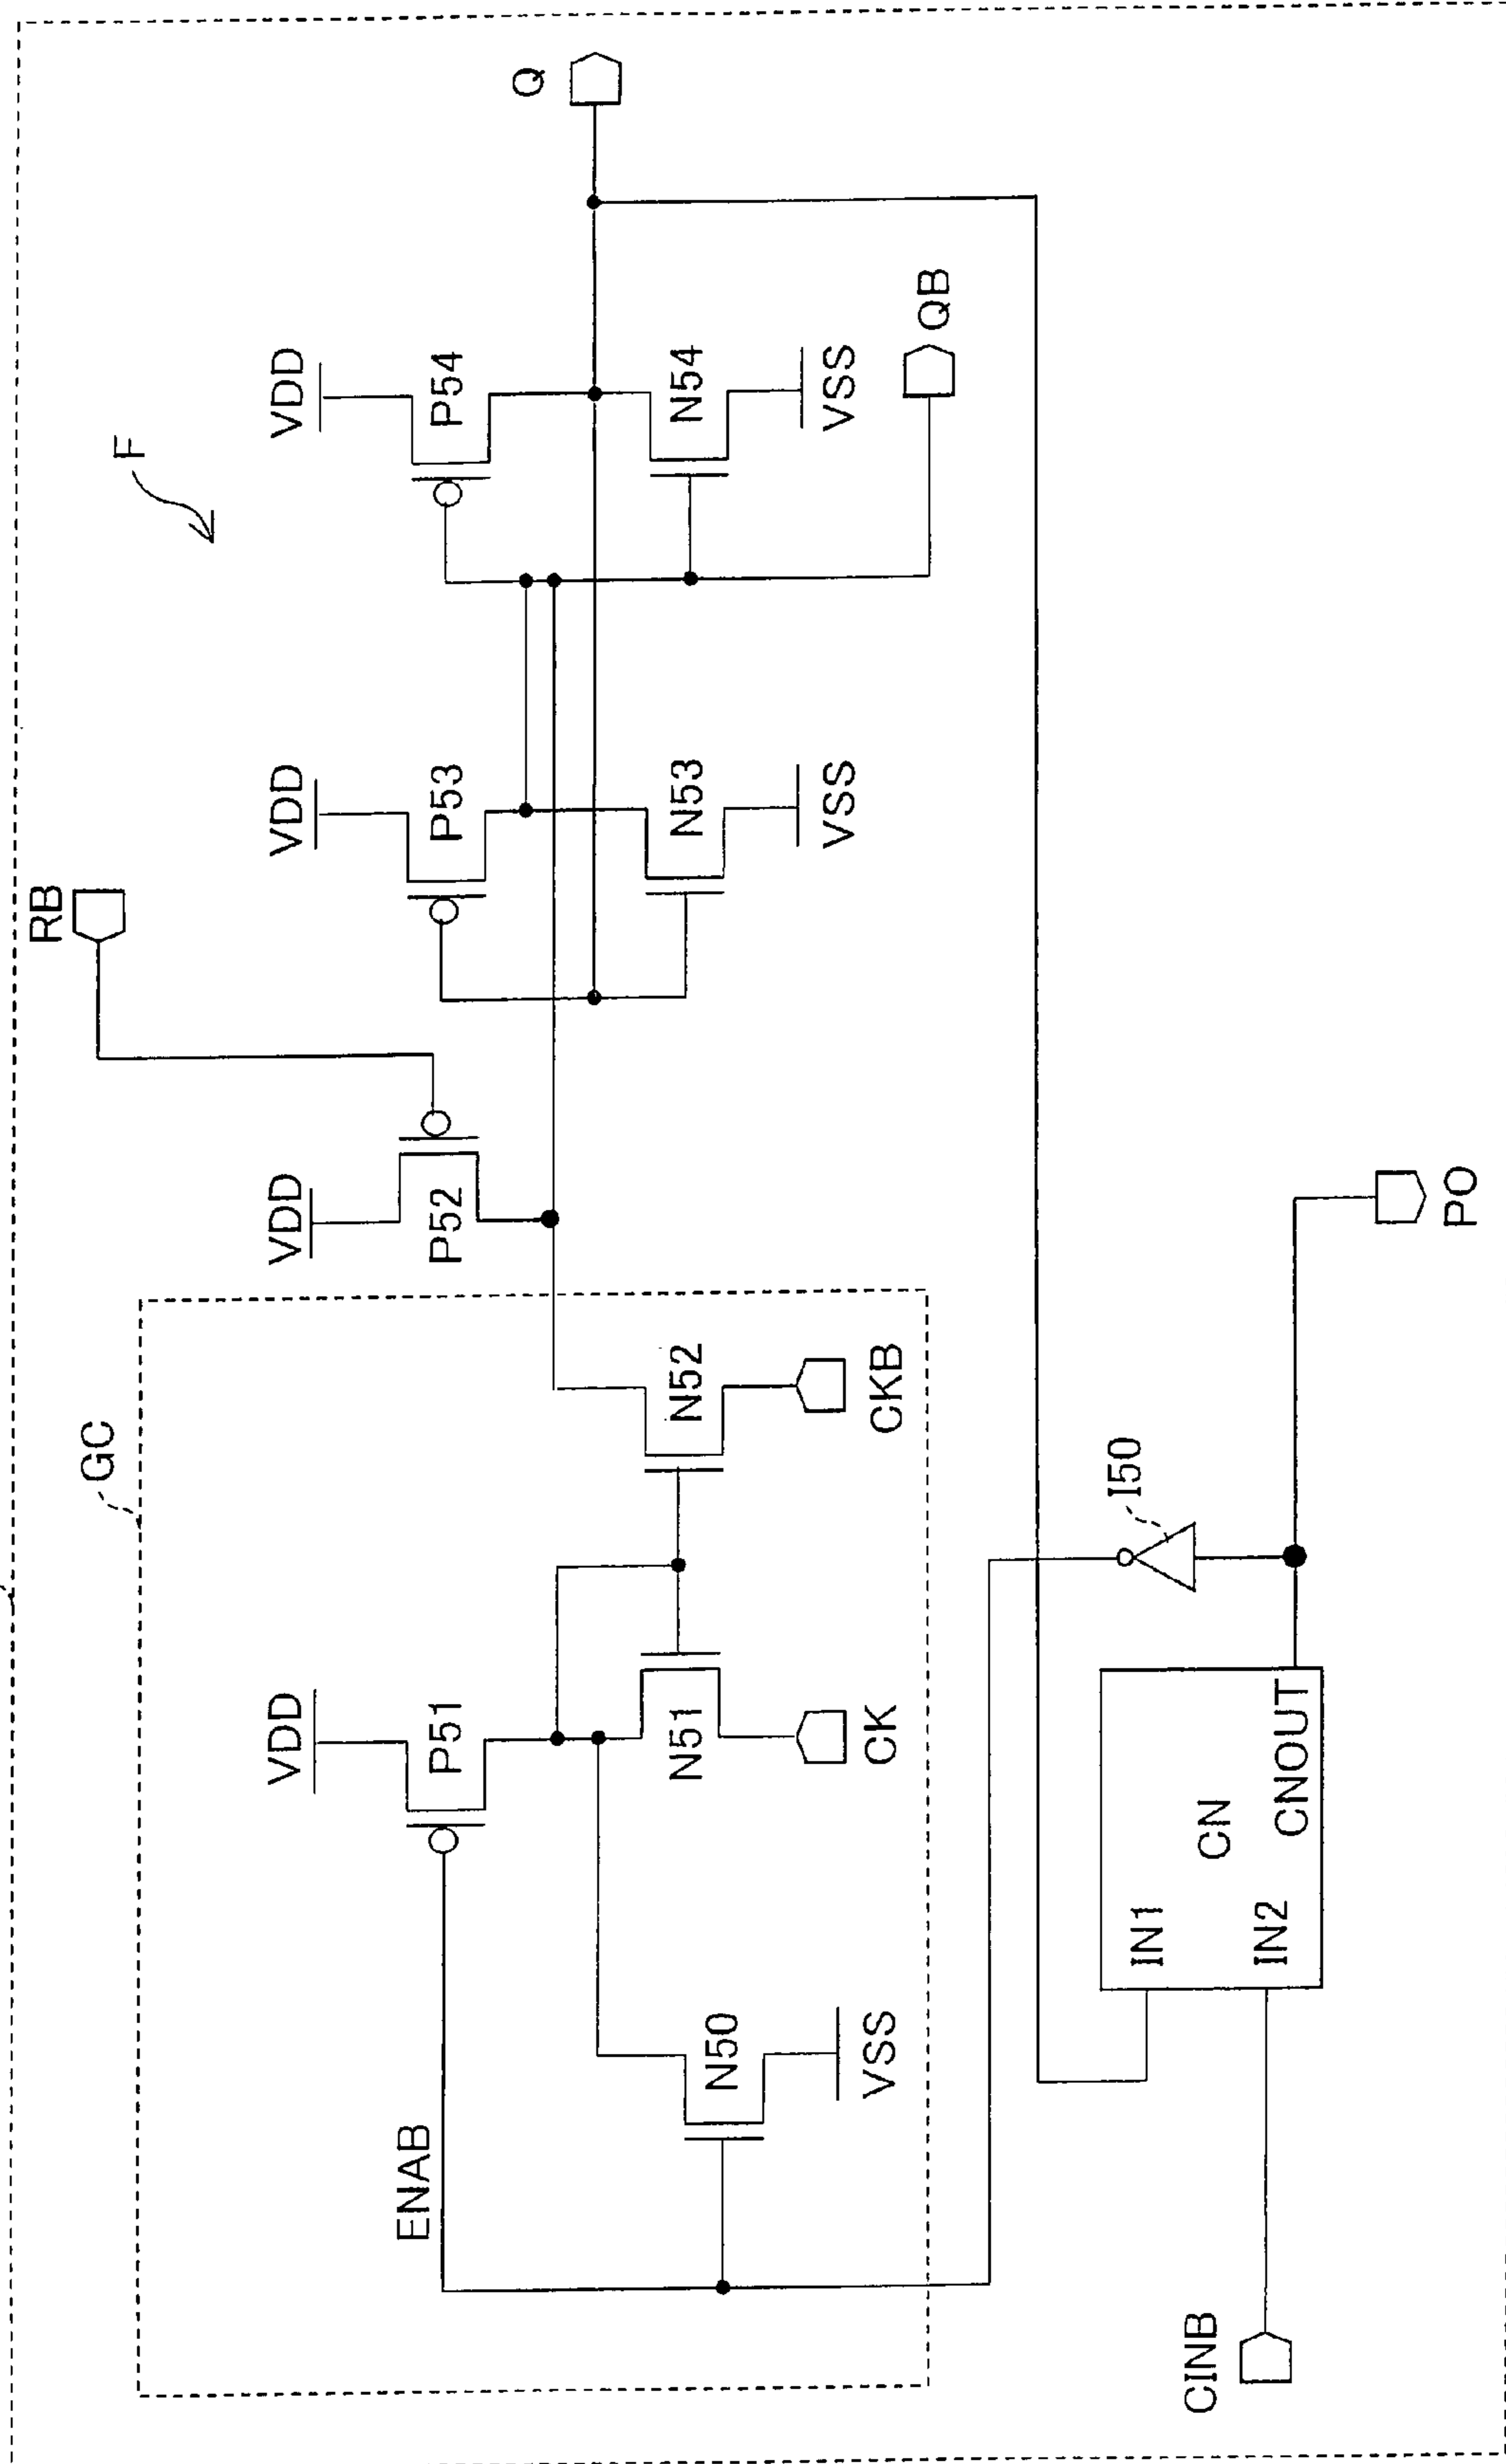 F
Q
GC
RB
VDD
VDD
VDD
VDD
P51
P52
P53
P54
ENAB
N50
N51
N52
N53
N54
VSS
CK
CKB
VSS
VSS
QB
CINB
IN1
IN2
CN
CNOUT
I50
PO